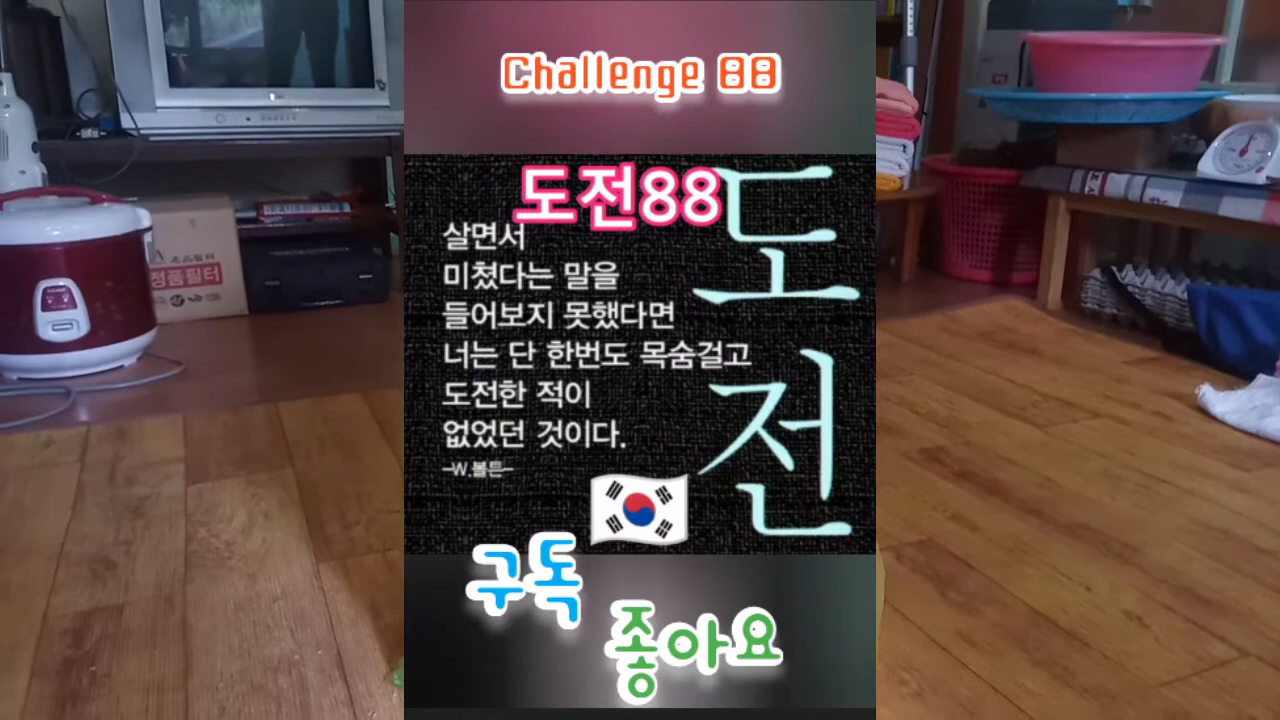 Challenge 88
도전88
도전
살면서
미쳤다는 말을
들어보지 못했다면
너는 단 한번도 목숨걸고
도전한 적이
없었던 것이다.
-W.볼튼-
구독
좋아요
정품필터